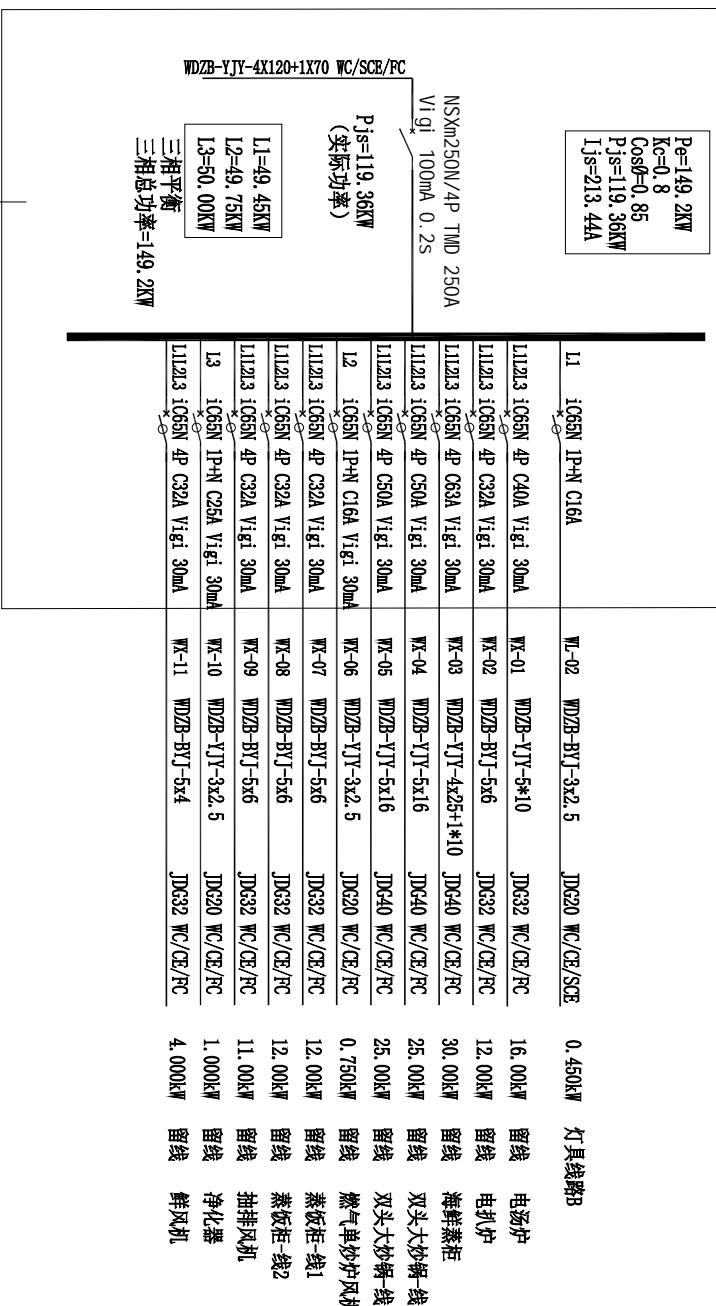 Pe=149.2KW
Kc=0.8
CosØ=0.85
Pjs=119.36KW
Ijs=213.44A
WDZB-YJY-4X120+1X70 WC/SCE/FC
NSXm250N/4P TMD 250A
Vigi 100mA 0.2s
Pjs=119.36KW
(实际功率)
L1=49.45KW
L2=49.75KW
L3=50.00KW
三相平衡
三相总功率=149.2KW
L1 iC65N 1P+N C16A WL-02 WDZB-BYJ-3x2.5 JDG20 WC/CE/SCE 0.450kW 灯具线路B
L1L2L3 iC65N 4P C40A Vigi 30mA WX-01 WDZB-YJY-5*10 JDG32 WC/CE/FC 16.00kW 留线 电汤炉
L1L2L3 iC65N 4P C32A Vigi 30mA WX-02 WDZB-BYJ-5x6 JDG32 WC/CE/FC 12.00kW 留线 电扒炉
L1L2L3 iC65N 4P C63A Vigi 30mA WX-03 WDZB-YJY-4x25+1*10 JDG40 WC/CE/FC 30.00kW 留线 海鲜蒸柜
L1L2L3 iC65N 4P C50A Vigi 30mA WX-04 WDZB-YJY-5x16 JDG40 WC/CE/FC 25.00kW 留线 双头大炒锅-线
L1L2L3 iC65N 4P C50A Vigi 30mA WX-05 WDZB-YJY-5x16 JDG40 WC/CE/FC 25.00kW 留线 双头大炒锅-线
L2 iC65N 1P+N C16A Vigi 30mA WX-06 WDZB-YJY-3x2.5 JDG20 WC/CE/FC 0.750kW 留线 燃气单炒炉风机
L1L2L3 iC65N 4P C32A Vigi 30mA WX-07 WDZB-BYJ-5x6 JDG32 WC/CE/FC 12.00kW 留线 蒸饭柜-线1
L1L2L3 iC65N 4P C32A Vigi 30mA WX-08 WDZB-BYJ-5x6 JDG32 WC/CE/FC 12.00kW 留线 蒸饭柜-线2
L1L2L3 iC65N 4P C32A Vigi 30mA WX-09 WDZB-BYJ-5x6 JDG32 WC/CE/FC 11.00kW 留线 抽排风机
L3 iC65N 1P+N C25A Vigi 30mA WX-10 WDZB-YJY-3x2.5 JDG20 WC/CE/FC 1.000kW 留线 净化器
L1L2L3 iC65N 4P C32A Vigi 30mA WX-11 WDZB-BYJ-5x4 JDG32 WC/CE/FC 4.000kW 留线 鲜风机